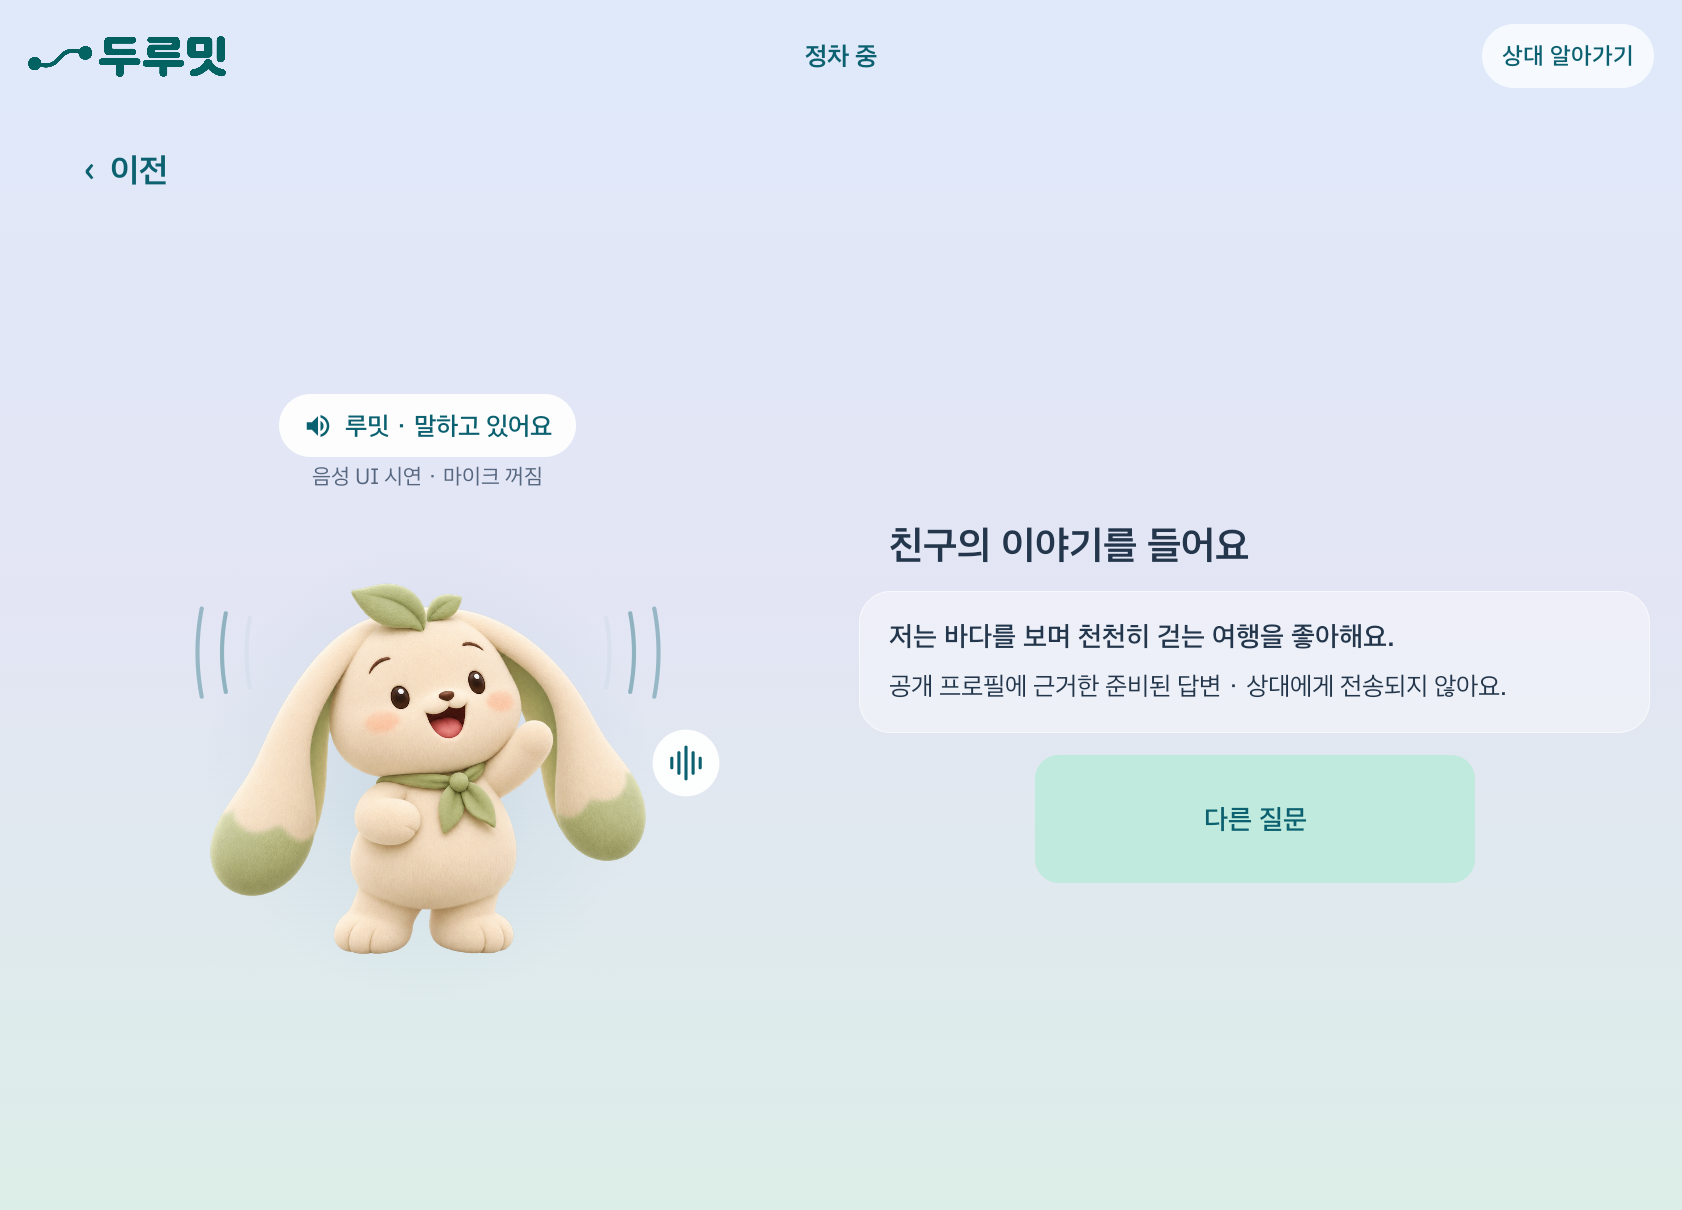 두루밋
정차 중
상대 알아가기
‹ 이전
루밋 · 말하고 있어요
음성 UI 시연 · 마이크 꺼짐
친구의 이야기를 들어요
저는 바다를 보며 천천히 걷는 여행을 좋아해요.
공개 프로필에 근거한 준비된 답변 · 상대에게 전송되지 않아요.
다른 질문